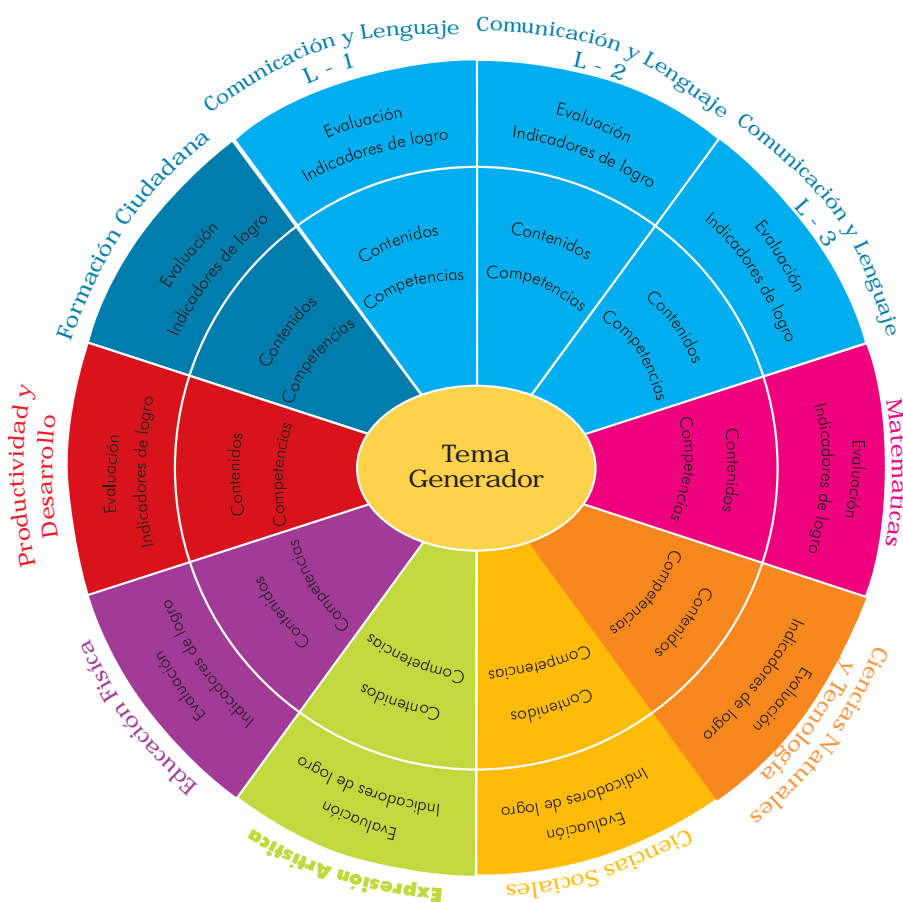 Comunicación y Lenguaje
L - 1
Evaluación
Indicadores de logro
Contenidos
Competencias
Comunicación y Lenguaje
L - 2
Evaluación
Indicadores de logro
Contenidos
Competencias
Comunicación y Lenguaje
L - 3
Evaluación
Indicadores de logro
Contenidos
Competencias
Matematicas
Evaluación
Indicadores de logro
Contenidos
Competencias
Ciencias Naturales
y Tecnología
Evaluación
Indicadores de logro
Contenidos
Competencias
Ciencias Sociales
Evaluación
Indicadores de logro
Contenidos
Competencias
Expresión Artistica
Evaluación
Indicadores de logro
Contenidos
Competencias
Educación Fisica
Evaluación
Indicadores de logro
Contenidos
Competencias
Productividad y
Desarrollo
Evaluación
Indicadores de logro
Contenidos
Competencias
Formación Ciudadana
Evaluación
Indicadores de logro
Contenidos
Competencias
Tema
Generador